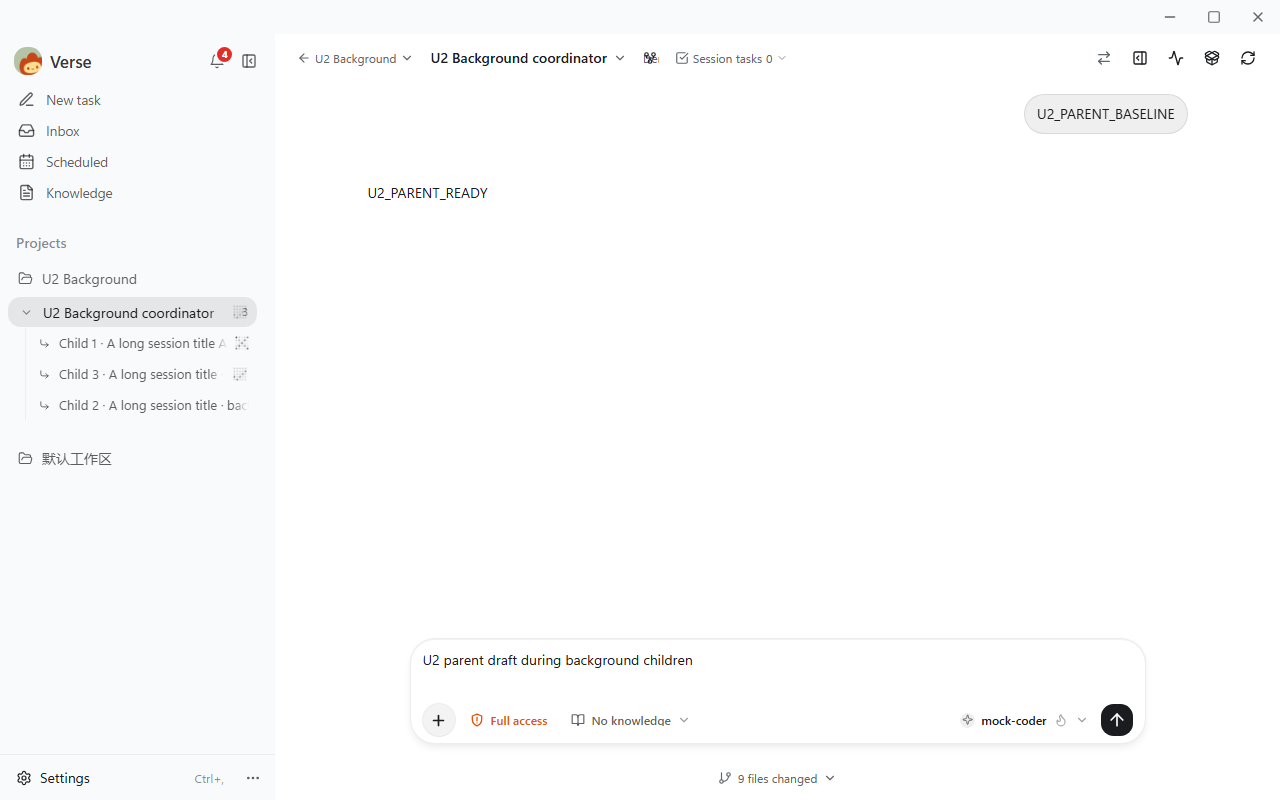 Verse
4
New task
Inbox
Scheduled
Knowledge
Projects
U2 Background
U2 Background coordinator
3
Child 1 · A long session title A
Child 3 · A long session title
Child 2 · A long session title · bac
默认工作区
Settings
Ctrl+,
U2 Background
U2 Background coordinator
Session tasks 0
U2_PARENT_BASELINE
U2_PARENT_READY
U2 parent draft during background children
Full access
No knowledge
mock-coder
9 files changed